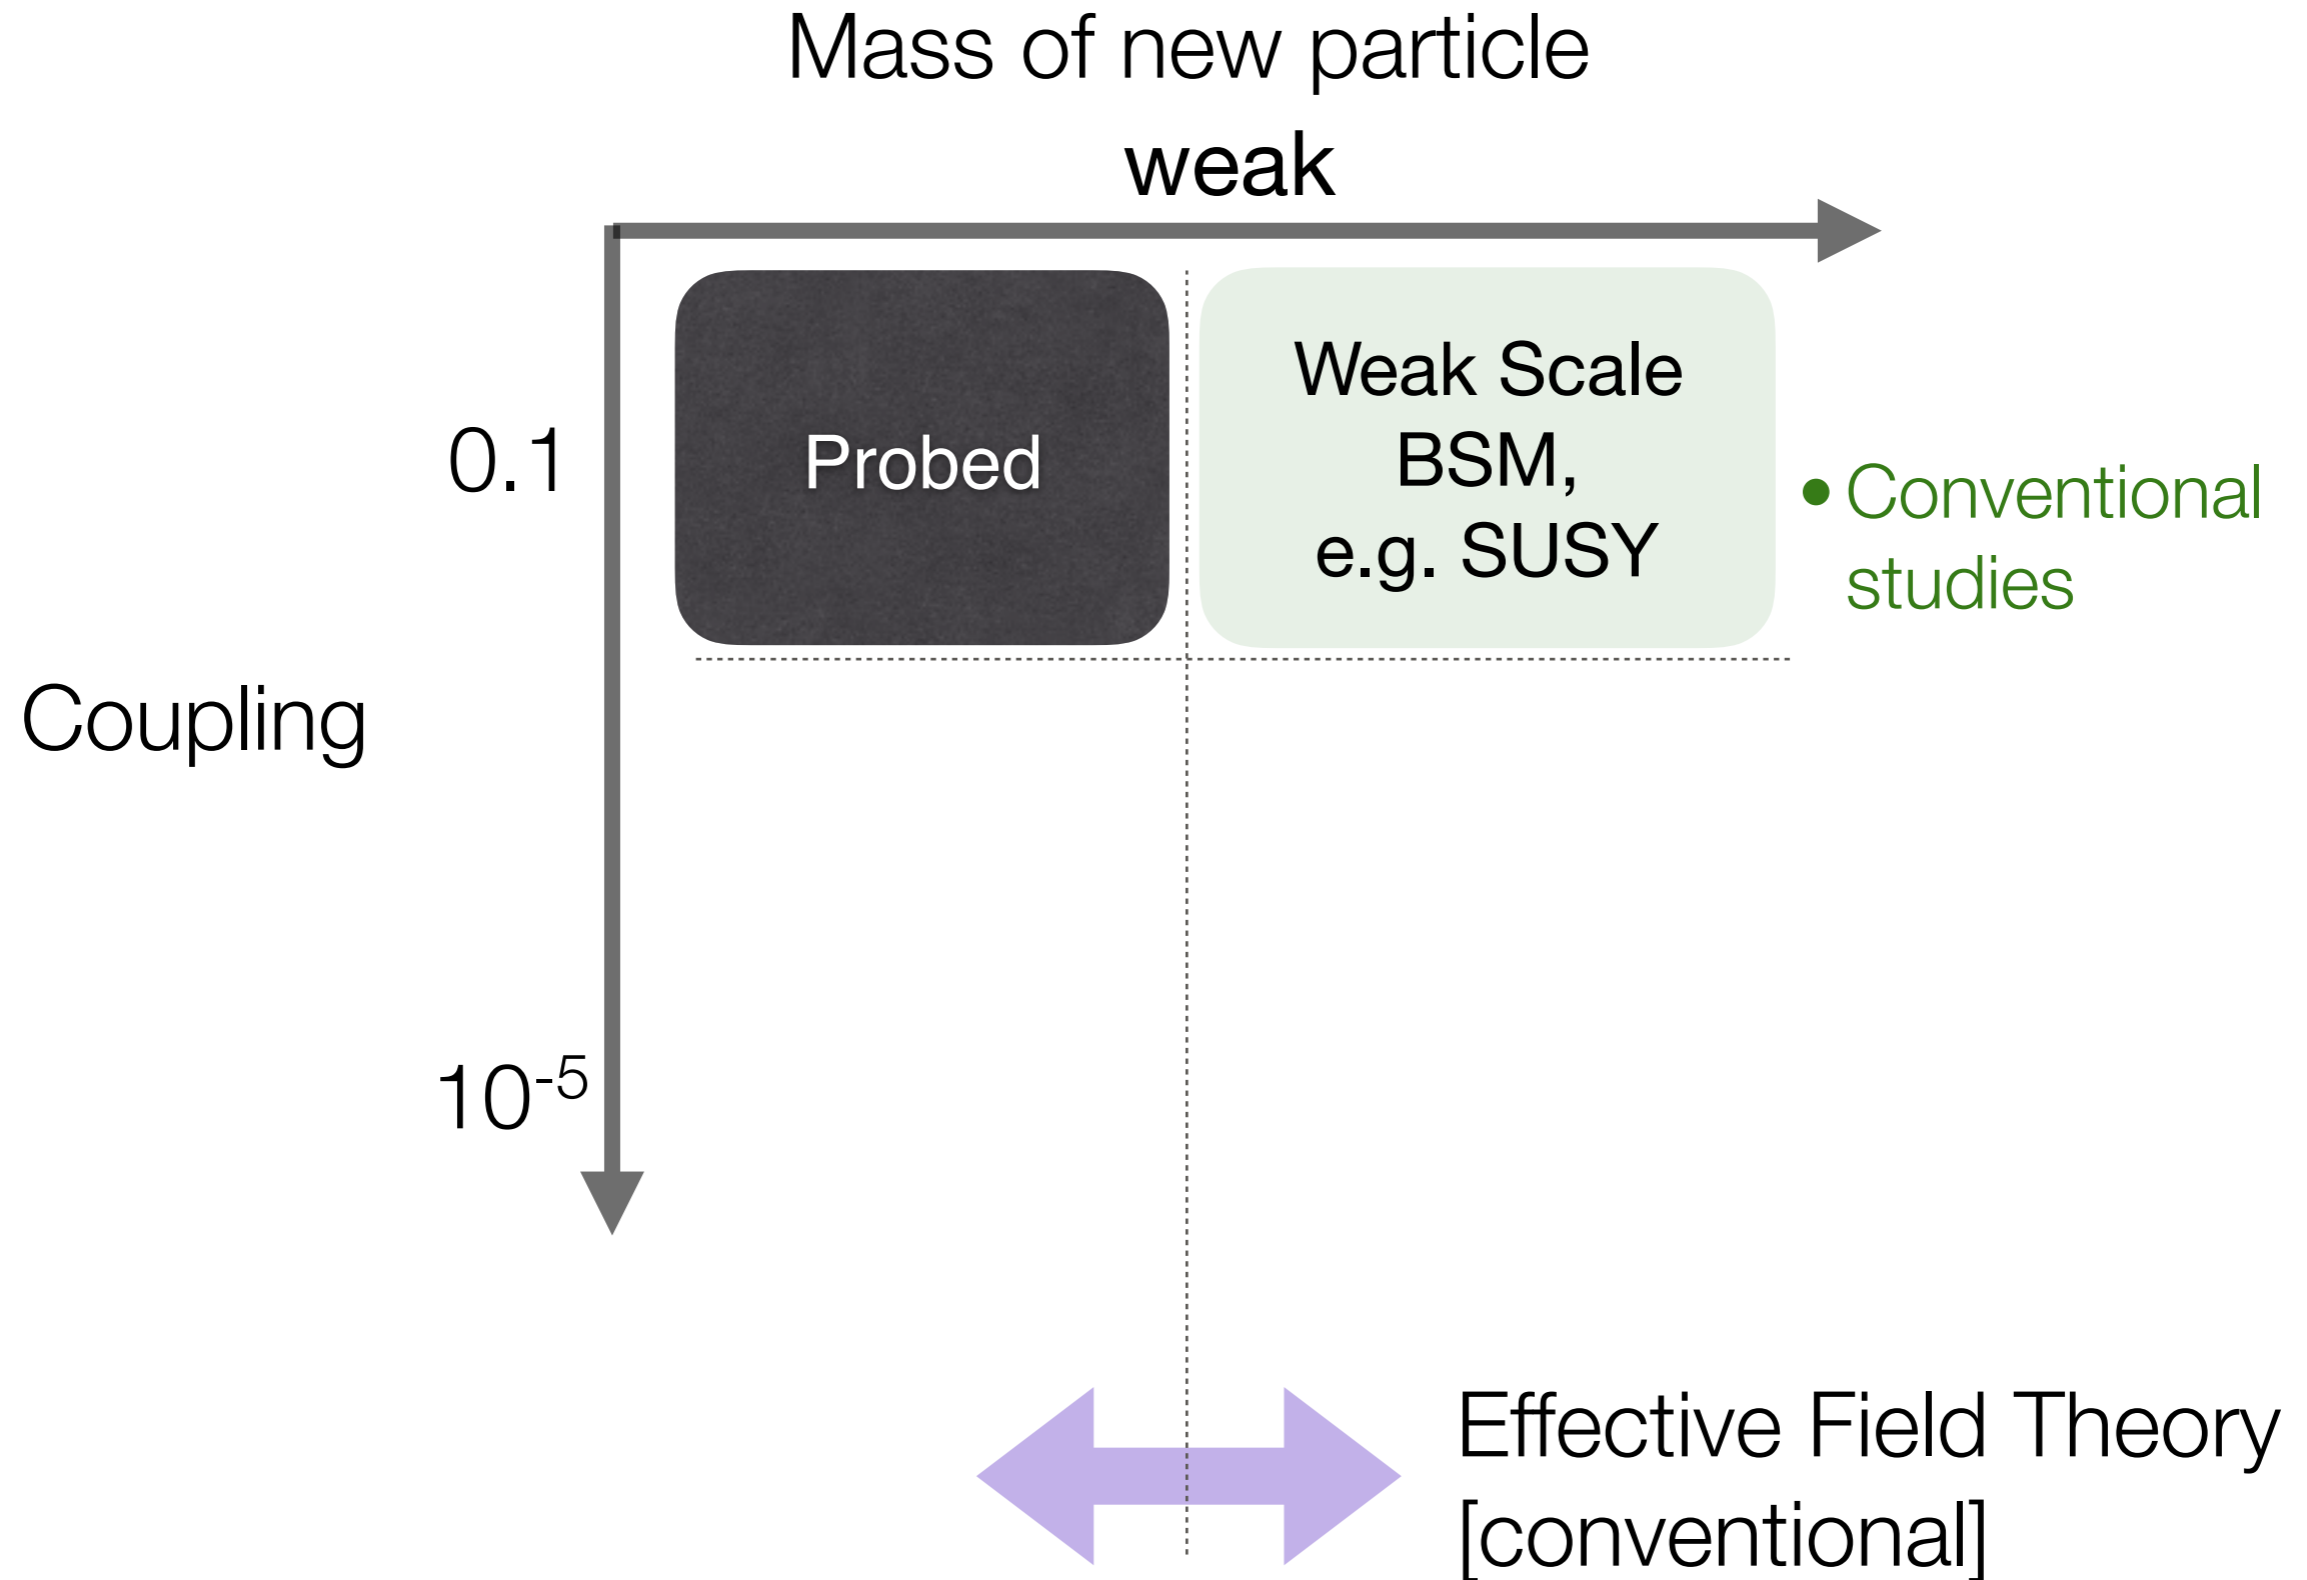 Mass of new particle
weak
Probed
Weak Scale
BSM,
e.g. SUSY
0.1
• Conventional
studies
Coupling
10⁻⁵
Effective Field Theory
[conventional]